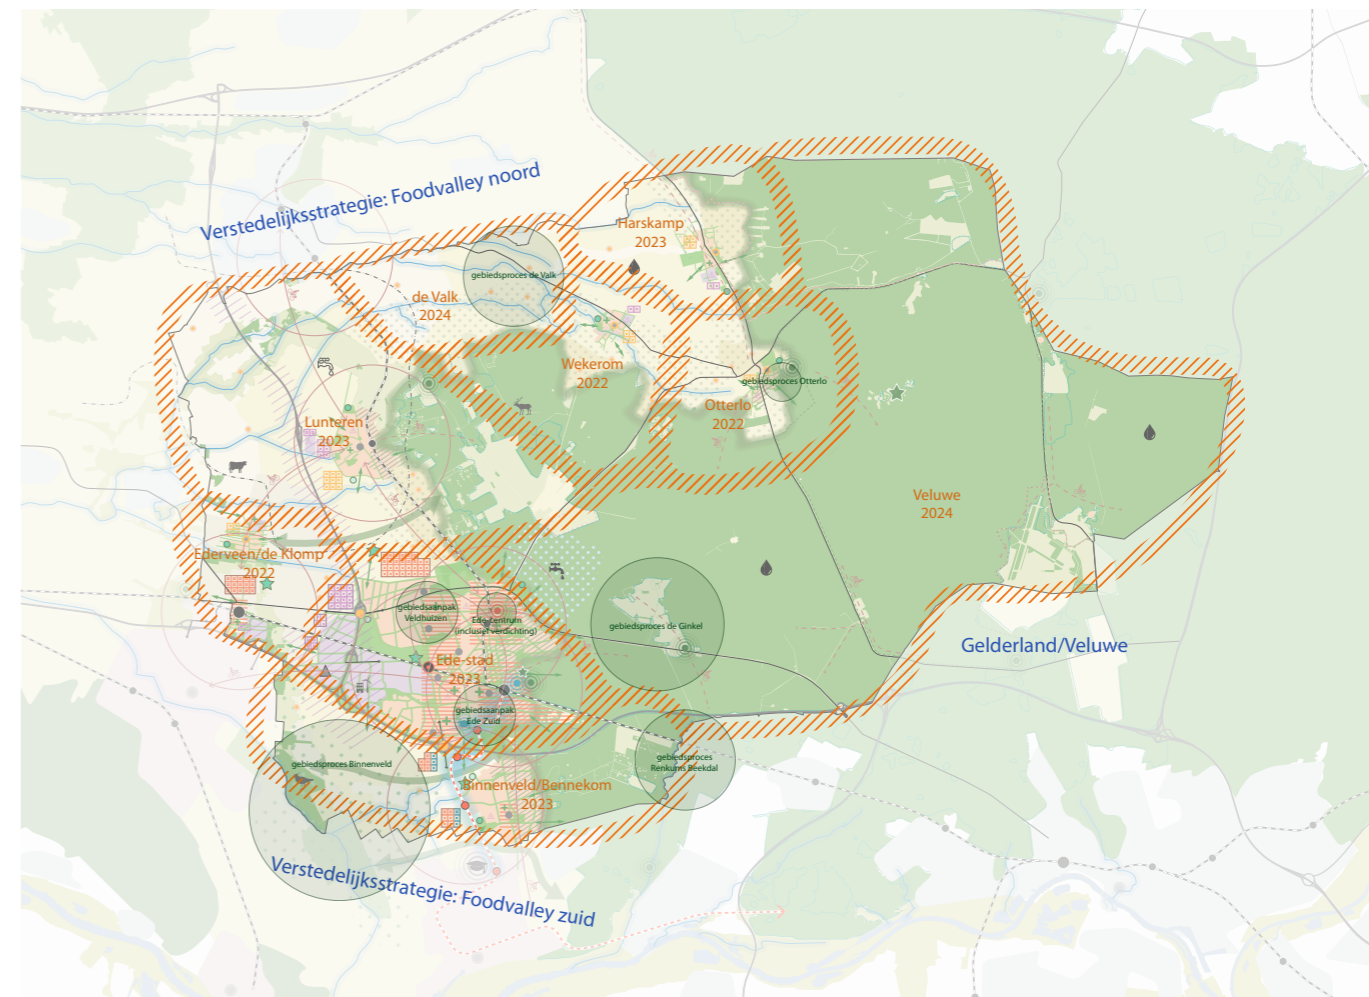 Verstedelijksstrategie: Foodvalley noord
Harskamp
2023
gebiedsproces de Valk
de Valk
2024
Wekerom
2022
gebiedsproces Otterlo
Otterlo
2022
Lunteren
2023
Veluwe
2024
Ederveen/de Klomp
2022
gebiedsaanpak
Veldhuizen
Ede-centrum
(inclusief verdichting)
gebiedsproces de Ginkel
Gelderland/Veluwe
Ede-stad
2023
gebiedsaanpak
Ede Zuid
gebiedsproces Binnenveld
gebiedsproces
Renkums Beekdal
Binnenveld/Bennekom
2023
Verstedelijksstrategie: Foodvalley zuid